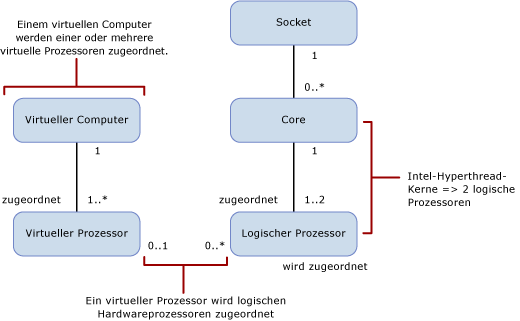 Einem virtuellen Computer
werden einer oder mehrere
virtuelle Prozessoren zugeordnet.
Socket
1
0..*
Virtueller Computer
Core
1
1
Intel-Hyperthread-
Kerne => 2 logische
Prozessoren
zugeordnet
1..*
zugeordnet
1..2
Virtueller Prozessor
0..1
0..*
Logischer Prozessor
wird zugeordnet
Ein virtueller Prozessor wird logischen
Hardwareprozessoren zugeordnet